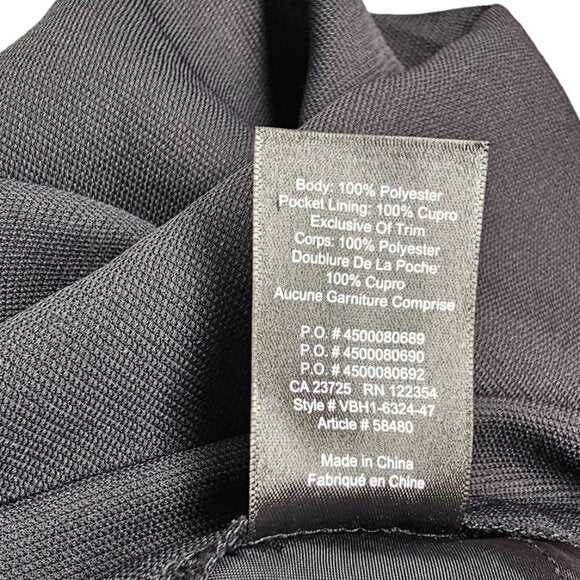 Body: 100% Polyester
Pocket Lining: 100% Cupro
Exclusive Of Trim
Corps: 100% Polyester
Doublure De La Poche
100% Cupro
Aucune Garniture Comprise
P.O. # 4500080689
P.O. # 4500080690
P.O. # 4500080692
CA 23725 RN 122354
Style # VBH1-6324-47
Article # 58480
Made in China
Fabriqué en Chine